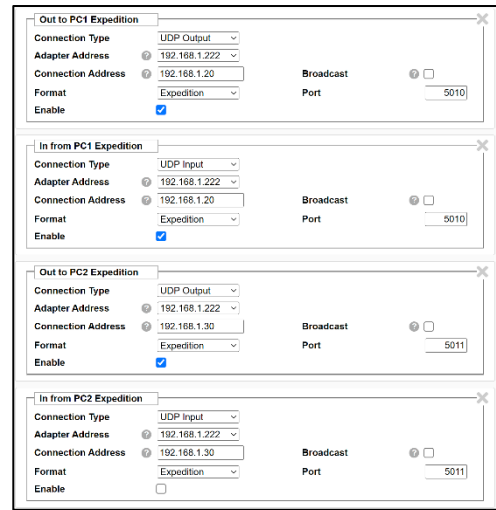 Out to PC1 Expedition
Connection Type UDP Output
Adapter Address ? 192.168.1.222
Connection Address ? 192.168.1.20 Broadcast ?
Format Expedition Port 5010
Enable
In from PC1 Expedition
Connection Type UDP Input
Adapter Address ? 192.168.1.222
Connection Address ? 192.168.1.20 Broadcast ?
Format Expedition Port 5010
Enable
Out to PC2 Expedition
Connection Type UDP Output
Adapter Address ? 192.168.1.222
Connection Address ? 192.168.1.30 Broadcast ?
Format Expedition Port 5011
Enable
In from PC2 Expedition
Connection Type UDP Input
Adapter Address ? 192.168.1.222
Connection Address ? 192.168.1.30 Broadcast ?
Format Expedition Port 5011
Enable